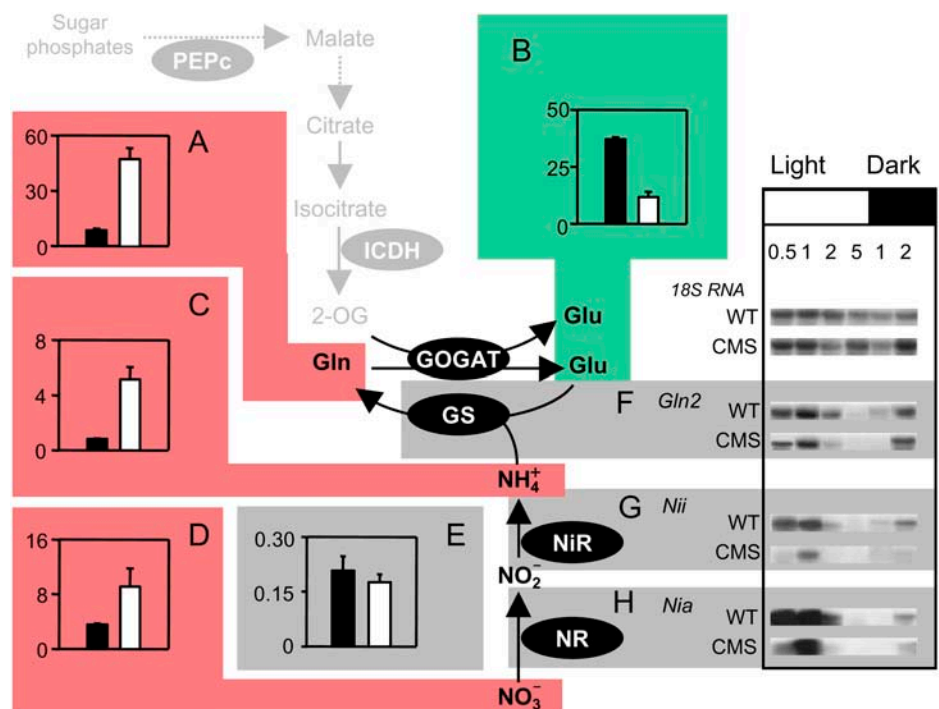 Sugar
phosphates
PEPc
Malate
Citrate
Isocitrate
ICDH
2-OG
A
60
30
0
B
50
25
0
C
8
4
0
D
16
8
0
E
0.30
0.15
0
Gln
GOGAT
Glu
Glu
GS
NH₄⁺
NiR
NO₂⁻
NR
NO₃⁻
Light Dark
0.5 1 2 5 1 2
18S RNA
WT
CMS
F Gln2 WT
CMS
G Nii WT
CMS
H Nia WT
CMS